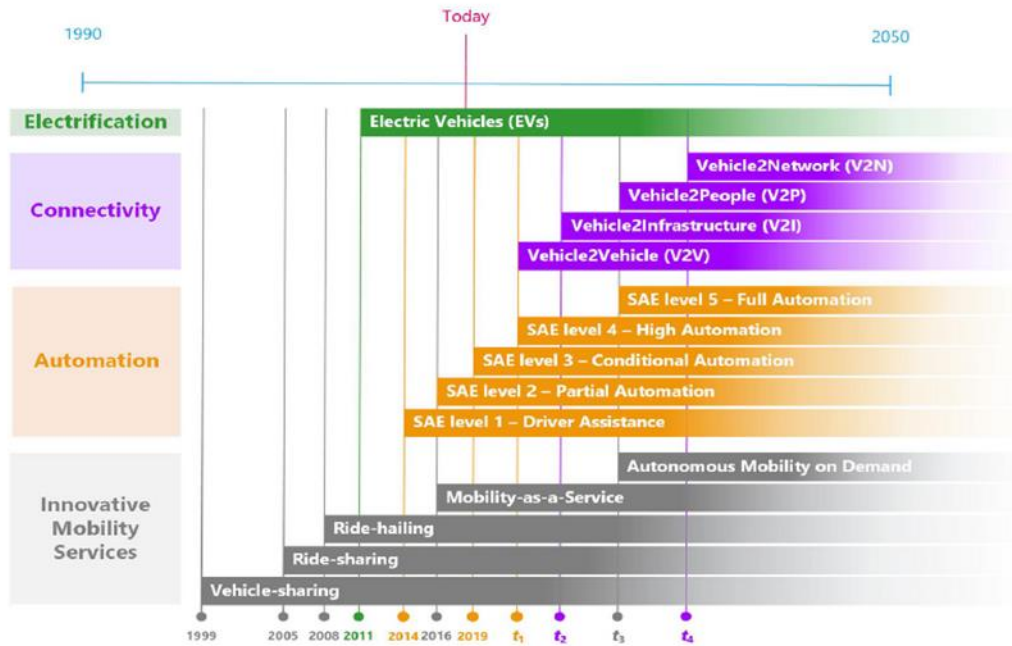 Today
1990
2050
Electrification
Electric Vehicles (EVs)
Connectivity
Vehicle2Network (V2N)
Vehicle2People (V2P)
Vehicle2Infrastructure (V2I)
Vehicle2Vehicle (V2V)
Automation
SAE level 5 – Full Automation
SAE level 4 – High Automation
SAE level 3 – Conditional Automation
SAE level 2 – Partial Automation
SAE level 1 – Driver Assistance
Innovative
Mobility
Services
Autonomous Mobility on Demand
Mobility-as-a-Service
Ride-hailing
Ride-sharing
Vehicle-sharing
1999 2005 2008 2011 2014 2016 2019 t1 t2 t3 t4